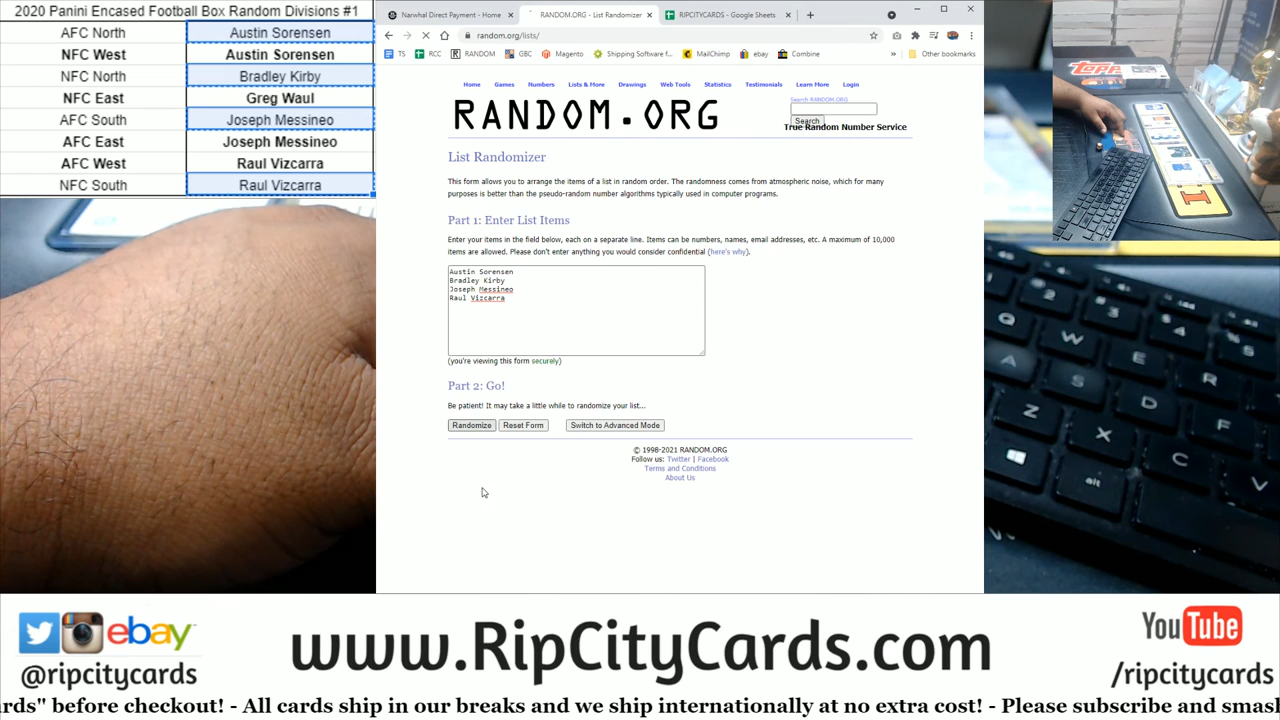 2020 Panini Encased Football Box Random Divisions #1
AFC North Austin Sorensen
NFC West Austin Sorensen
NFC North Bradley Kirby
NFC East Greg Waul
AFC South Joseph Messineo
AFC East Joseph Messineo
AFC West Raul Vizcarra
NFC South Raul Vizcarra
Narwhal Direct Payment - Home
RANDOM.ORG - List Randomizer
RIPCITYCARDS - Google Sheets
random.org/lists/
TS RCC RANDOM GBC Magento Shipping Software f... MailChimp ebay Combine » Other bookmarks
Home Games Numbers Lists & More Drawings Web Tools Statistics Testimonials Learn More Login
RANDOM.ORG
Search RANDOM.ORG
Search
True Random Number Service
List Randomizer
This form allows you to arrange the items of a list in random order. The randomness comes from atmospheric noise, which for many
purposes is better than the pseudo-random number algorithms typically used in computer programs.
Part 1: Enter List Items
Enter your items in the field below, each on a separate line. Items can be numbers, names, email addresses, etc. A maximum of 10,000
items are allowed. Please don't enter anything you would consider confidential (here's why).
Austin Sorensen
Bradley Kirby
Joseph Messineo
Raul Vizcarra
(you're viewing this form securely)
Part 2: Go!
Be patient! It may take a little while to randomize your list...
Randomize Reset Form Switch to Advanced Mode
© 1998-2021 RANDOM.ORG
Follow us: Twitter | Facebook
Terms and Conditions
About Us
topps
2 3 4
Q W E R
A S D F
Z X C V
alt
ebay
@ripcitycards
www.RipCityCards.com
YouTube
/ripcitycards
rds" before checkout! - All cards ship in our breaks and we ship internationally at no extra cost! - Please subscribe and smas